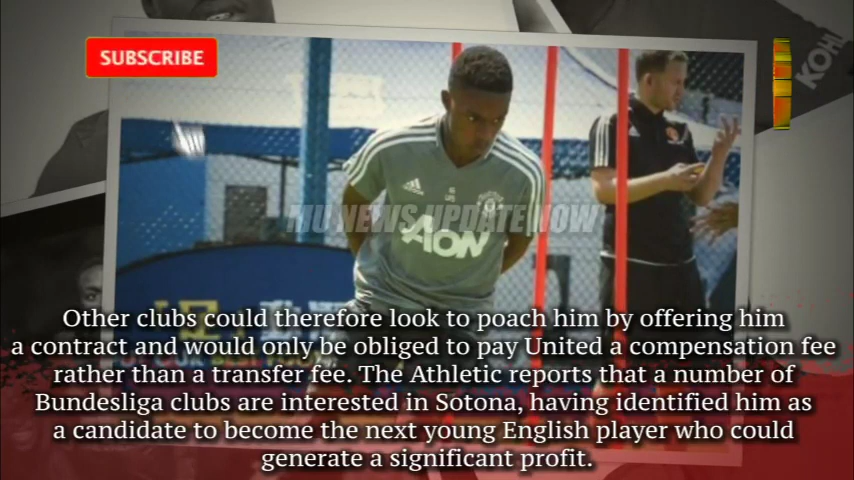 SUBSCRIBE
KOHL
adidas
AON
MU NEWS UPDATE NOW
Other clubs could therefore look to poach him by offering him
a contract and would only be obliged to pay United a compensation fee
rather than a transfer fee. The Athletic reports that a number of
Bundesliga clubs are interested in Sotona, having identified him as
a candidate to become the next young English player who could
generate a significant profit.